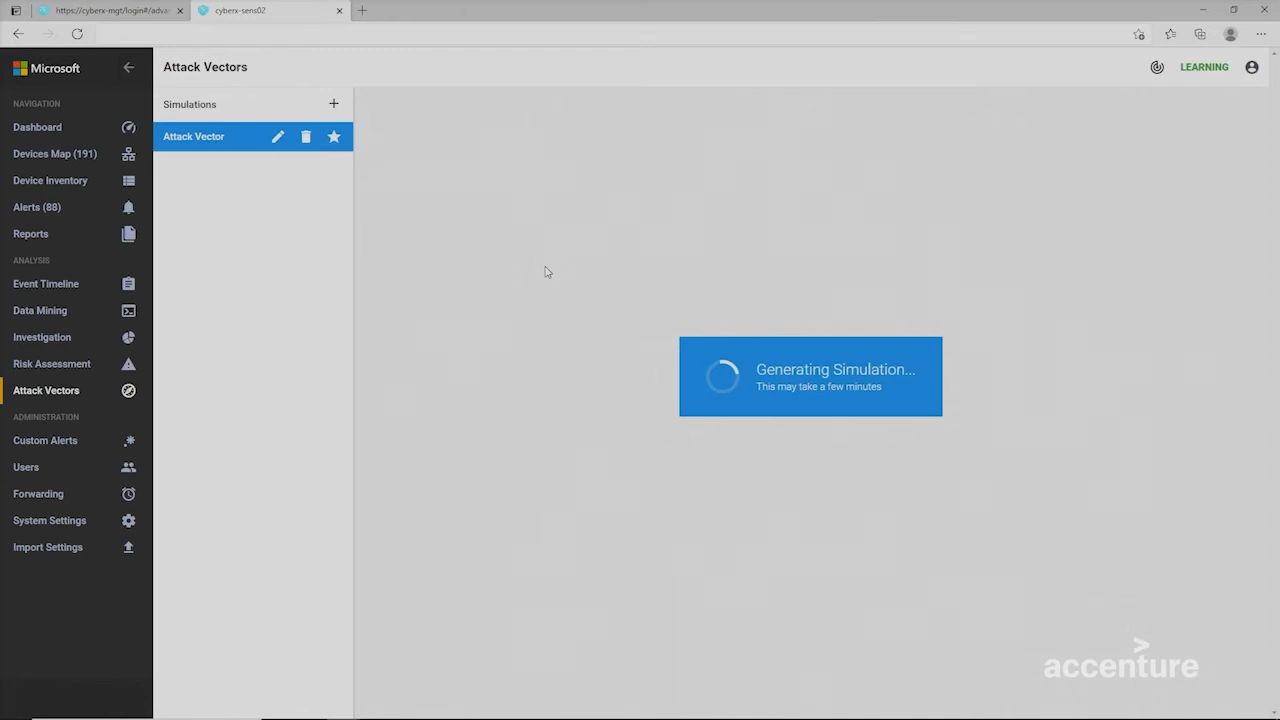 https://cyberx-mgt/login#/adva
cyberx-sens02
Microsoft
Attack Vectors
LEARNING
NAVIGATION
Dashboard
Devices Map (191)
Device Inventory
Alerts (88)
Reports
ANALYSIS
Event Timeline
Data Mining
Investigation
Risk Assessment
Attack Vectors
ADMINISTRATION
Custom Alerts
Users
Forwarding
System Settings
Import Settings
Simulations
Attack Vector
Generating Simulation...
This may take a few minutes
accenture